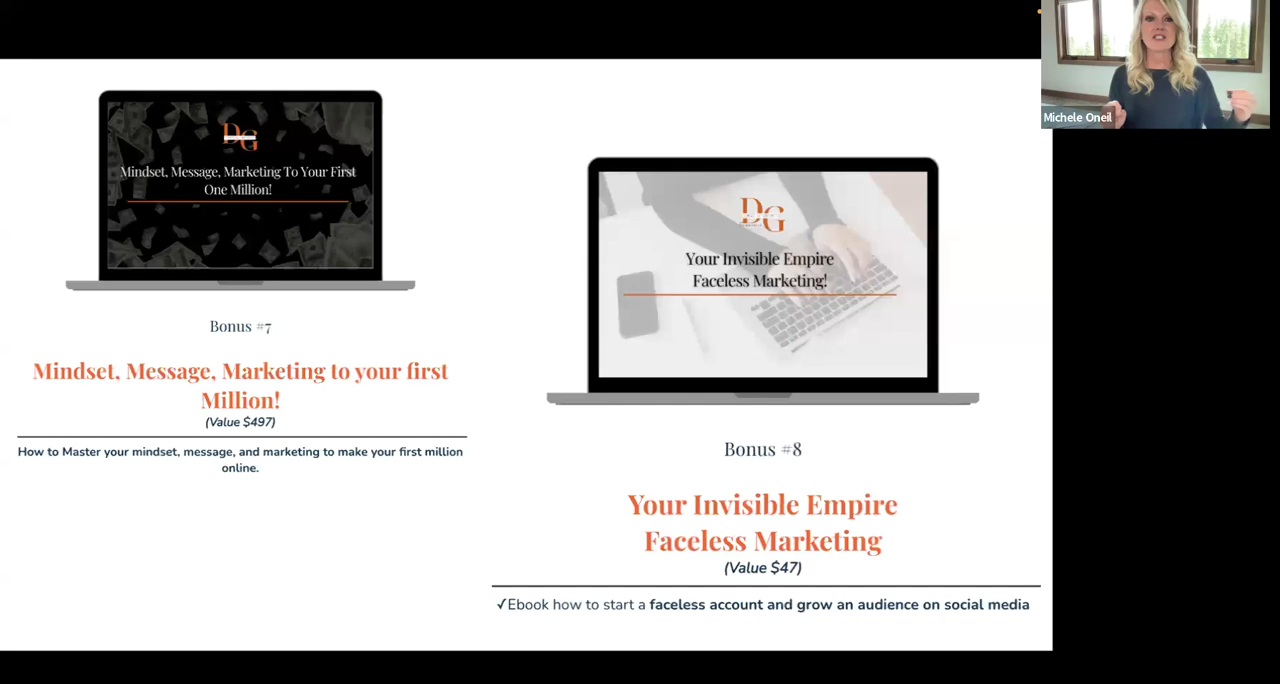 Michele Oneil
DG
Mindset, Message, Marketing To Your First
One Million!
Bonus #7
Mindset, Message, Marketing to your first
Million!
(Value $497)
How to Master your mindset, message, and marketing to make your first million
online.
DG
Your Invisible Empire
Faceless Marketing!
Bonus #8
Your Invisible Empire
Faceless Marketing
(Value $47)
✓Ebook how to start a faceless account and grow an audience on social media